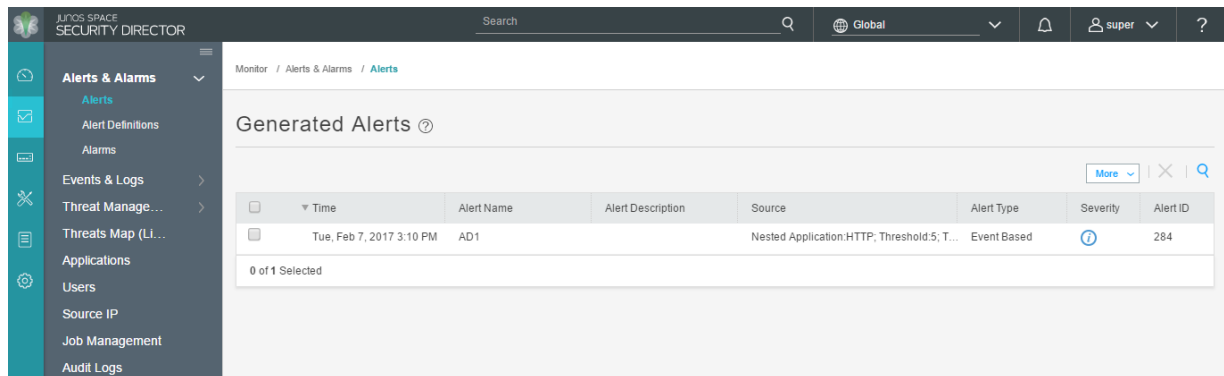 JUNOS SPACE
SECURITY DIRECTOR
Search
Global
super
?
Alerts & Alarms
Alerts
Alert Definitions
Alarms
Events & Logs
Threat Manage...
Threats Map (Li...
Applications
Users
Source IP
Job Management
Audit Logs
Monitor / Alerts & Alarms / Alerts
Generated Alerts ?
More
Time Alert Name Alert Description Source Alert Type Severity Alert ID
Tue, Feb 7, 2017 3:10 PM AD1 Nested Application:HTTP; Threshold:5; T... Event Based i 284
0 of 1 Selected